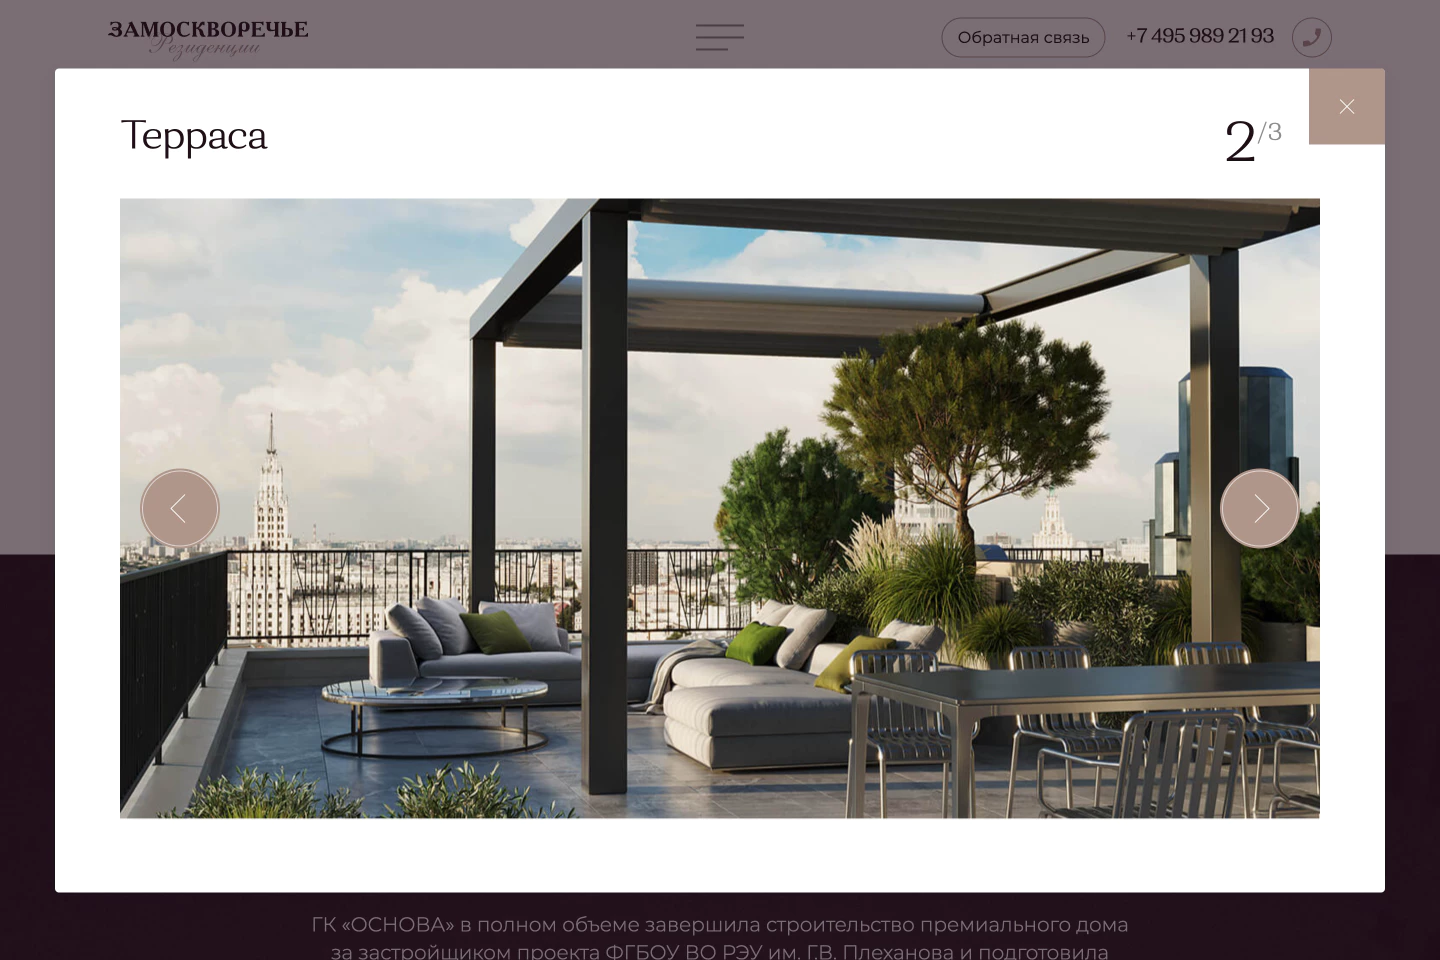 ЗАМОСКВОРЕЧЬЕ
Резиденции
Обратная связь
+7 495 989 21 93
Терраса
2/3
ГК «ОСНОВА» в полном объеме завершила строительство премиального дома
за застройщиком проекта ФГБОУ ВО РЭУ им. Г.В. Плеханова и подготовила